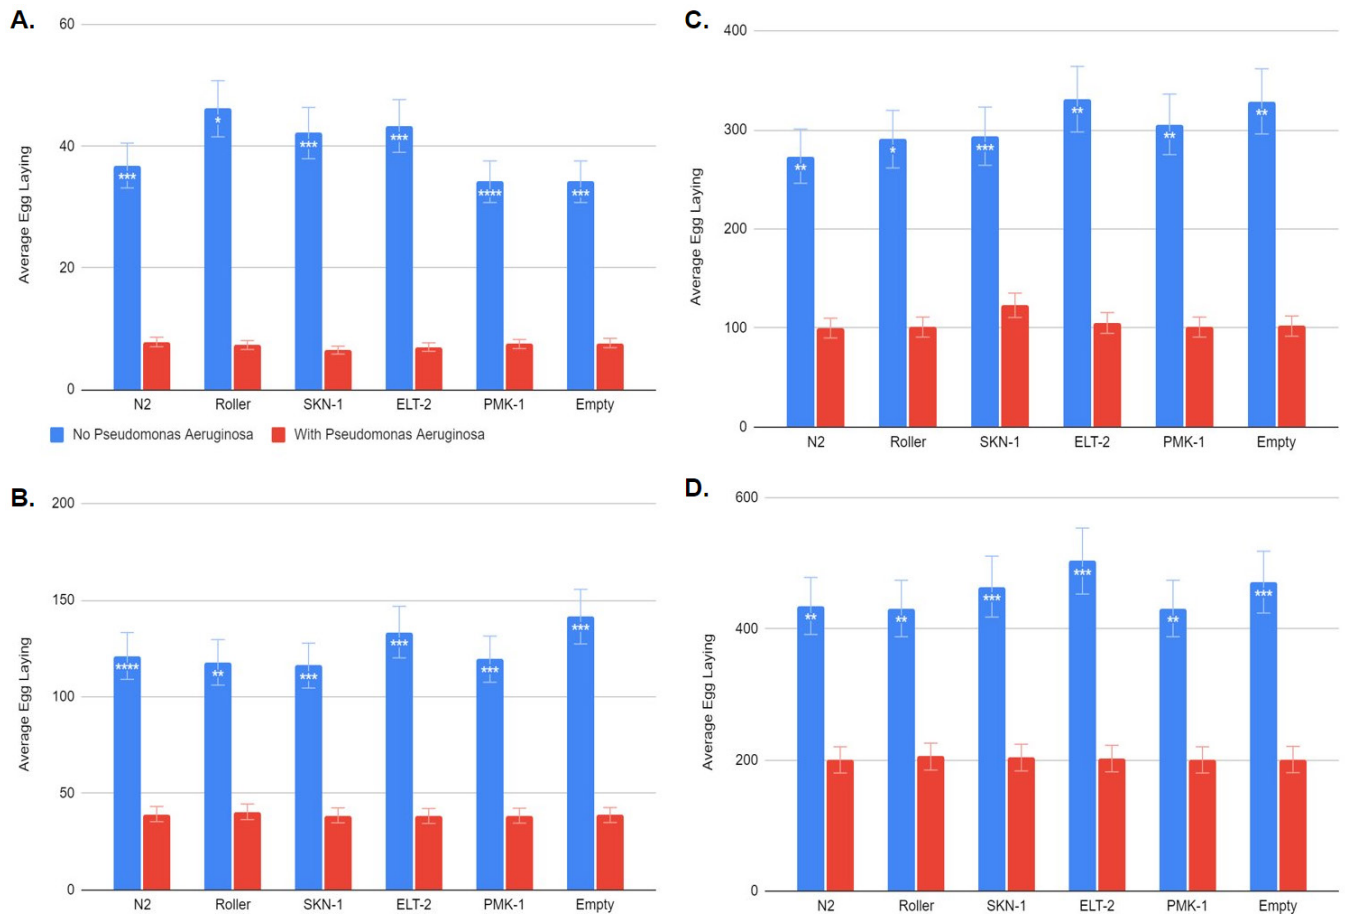 A.
60
40
20
0
Average Egg Laying
*** * *** *** **** ***
N2 Roller SKN-1 ELT-2 PMK-1 Empty
No Pseudomonas Aeruginosa With Pseudomonas Aeruginosa
B.
200
150
100
50
0
Average Egg Laying
**** ** *** *** *** ***
N2 Roller SKN-1 ELT-2 PMK-1 Empty
C.
400
300
200
100
0
Average Egg Laying
** * *** ** ** **
N2 Roller SKN-1 ELT-2 PMK-1 Empty
D.
600
400
200
0
Average Egg Laying
** ** *** *** ** ***
N2 Roller SKN-1 ELT-2 PMK-1 Empty